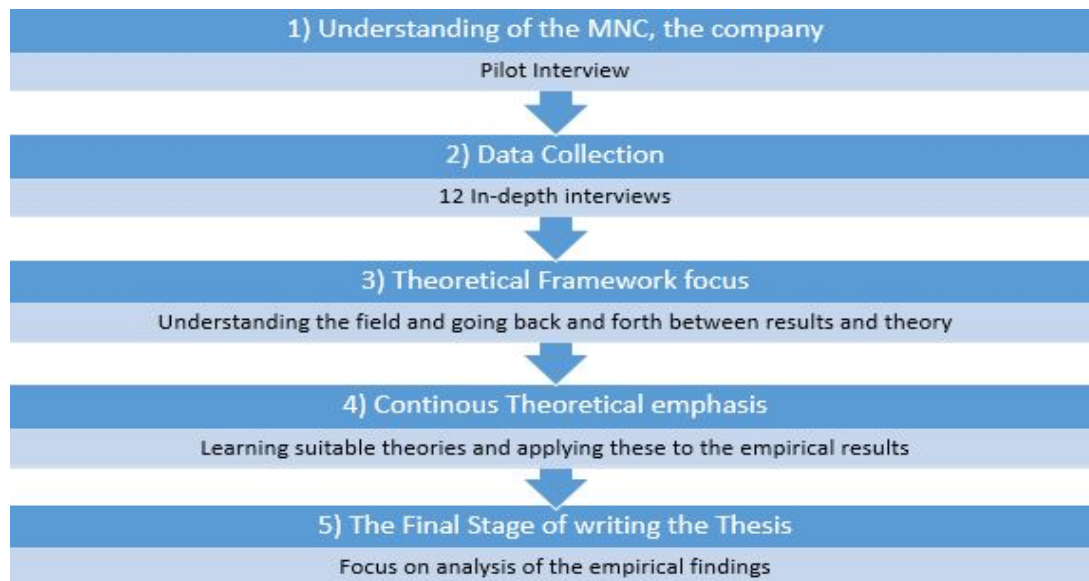 1) Understanding of the MNC, the company
Pilot Interview
2) Data Collection
12 In-depth interviews
3) Theoretical Framework focus
Understanding the field and going back and forth between results and theory
4) Continous Theoretical emphasis
Learning suitable theories and applying these to the empirical results
5) The Final Stage of writing the Thesis
Focus on analysis of the empirical findings